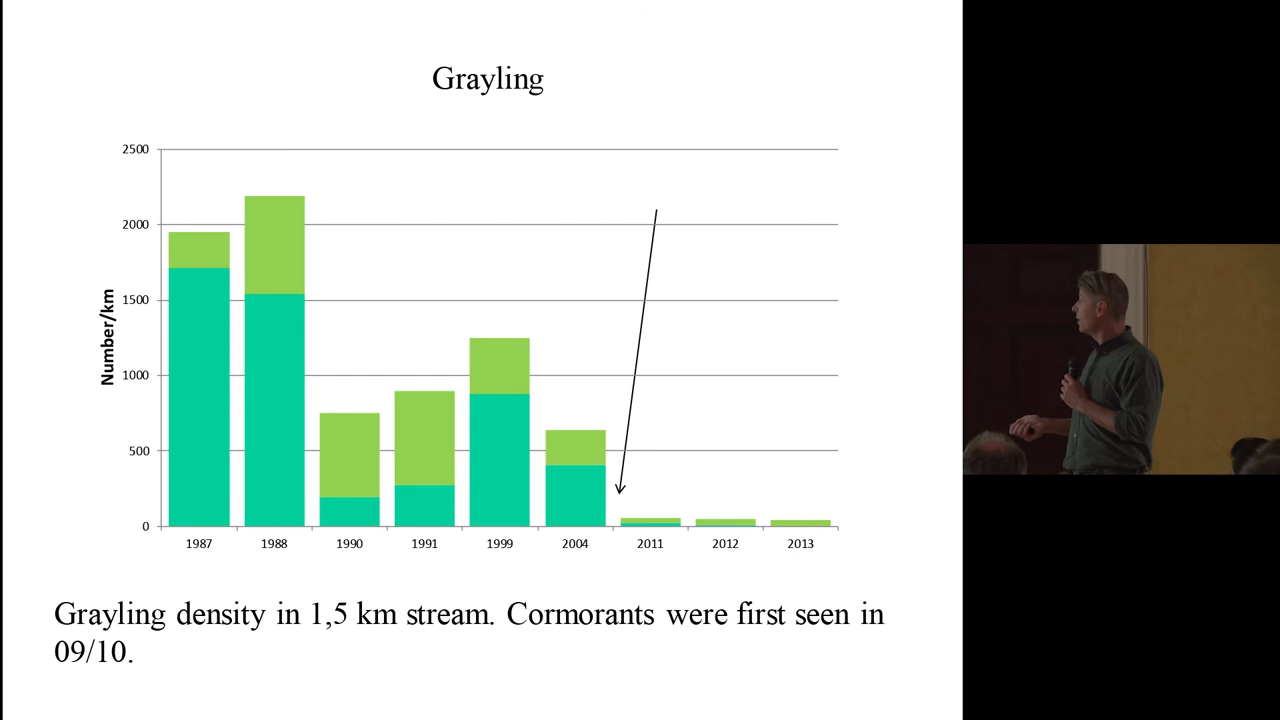 Grayling
2500
2000
1500
1000
500
0
Number/km
1987 1988 1990 1991 1999 2004 2011 2012 2013
Grayling density in 1,5 km stream. Cormorants were first seen in
09/10.